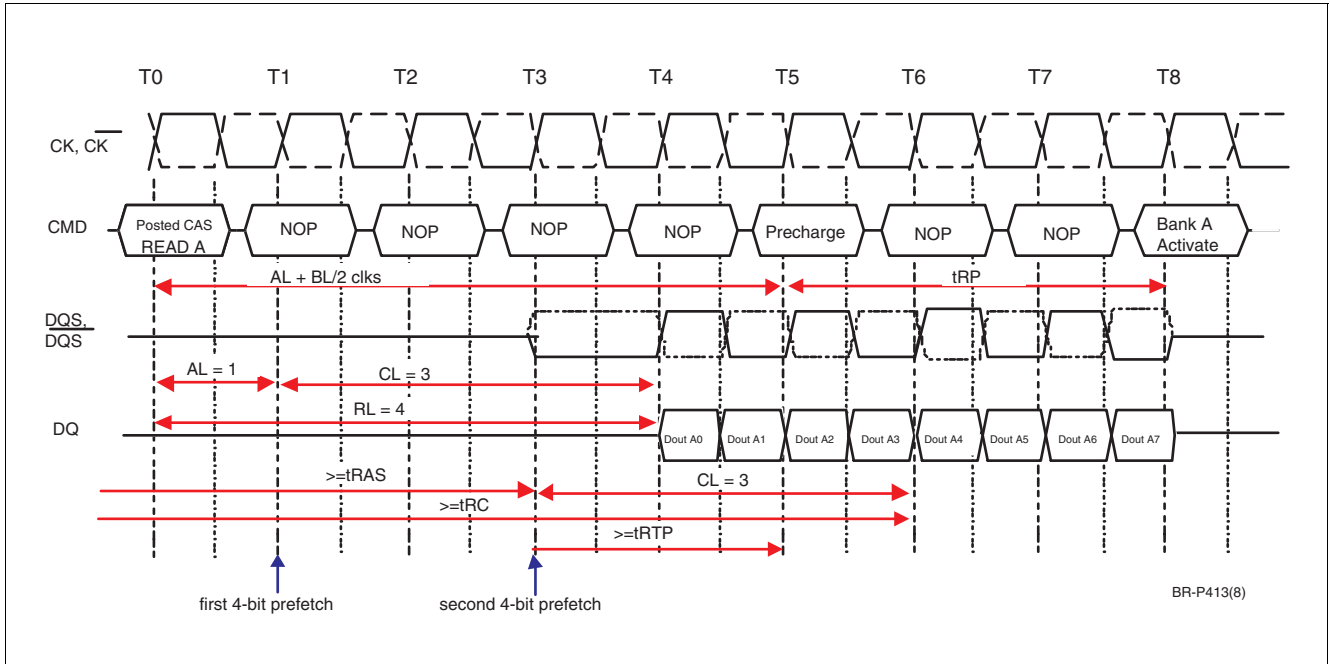 T0 T1 T2 T3 T4 T5 T6 T7 T8
CK, CK
CMD
Posted CAS
READ A
NOP
NOP
NOP
NOP
Precharge
NOP
NOP
Bank A
Activate
AL + BL/2 clks
tRP
DQS,
DQS
AL = 1
CL = 3
RL = 4
DQ
Dout A0 Dout A1 Dout A2 Dout A3 Dout A4 Dout A5 Dout A6 Dout A7
>=tRAS
CL = 3
>=tRC
>=tRTP
first 4-bit prefetch
second 4-bit prefetch
BR-P413(8)